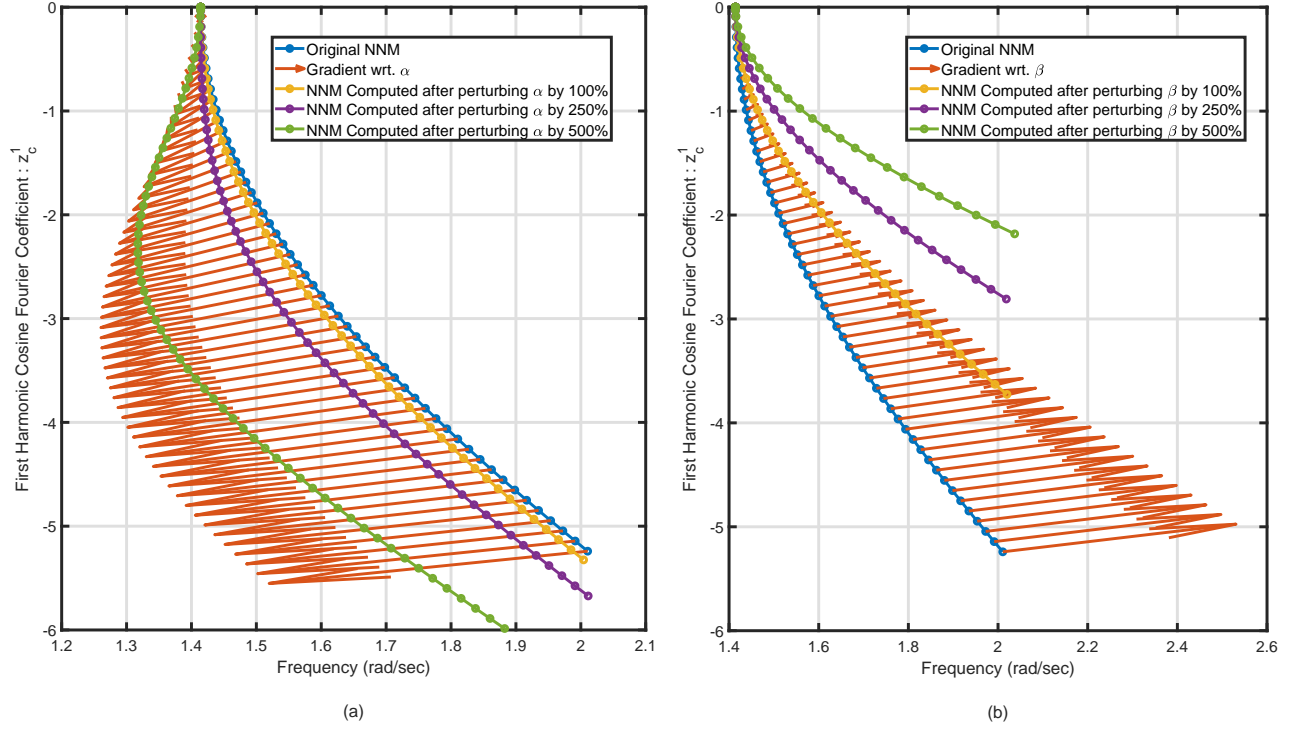 0
-1
-2
-3
-4
-5
-6
First Harmonic Cosine Fourier Coefficient : z_c^1
Original NNM
Gradient wrt. α
NNM Computed after perturbing α by 100%
NNM Computed after perturbing α by 250%
NNM Computed after perturbing α by 500%
1.2 1.3 1.4 1.5 1.6 1.7 1.8 1.9 2 2.1
Frequency (rad/sec)
(a)
0
-1
-2
-3
-4
-5
-6
First Harmonic Cosine Fourier Coefficient : z_c^1
Original NNM
Gradient wrt. β
NNM Computed after perturbing β by 100%
NNM Computed after perturbing β by 250%
NNM Computed after perturbing β by 500%
1.4 1.6 1.8 2 2.2 2.4 2.6
Frequency (rad/sec)
(b)